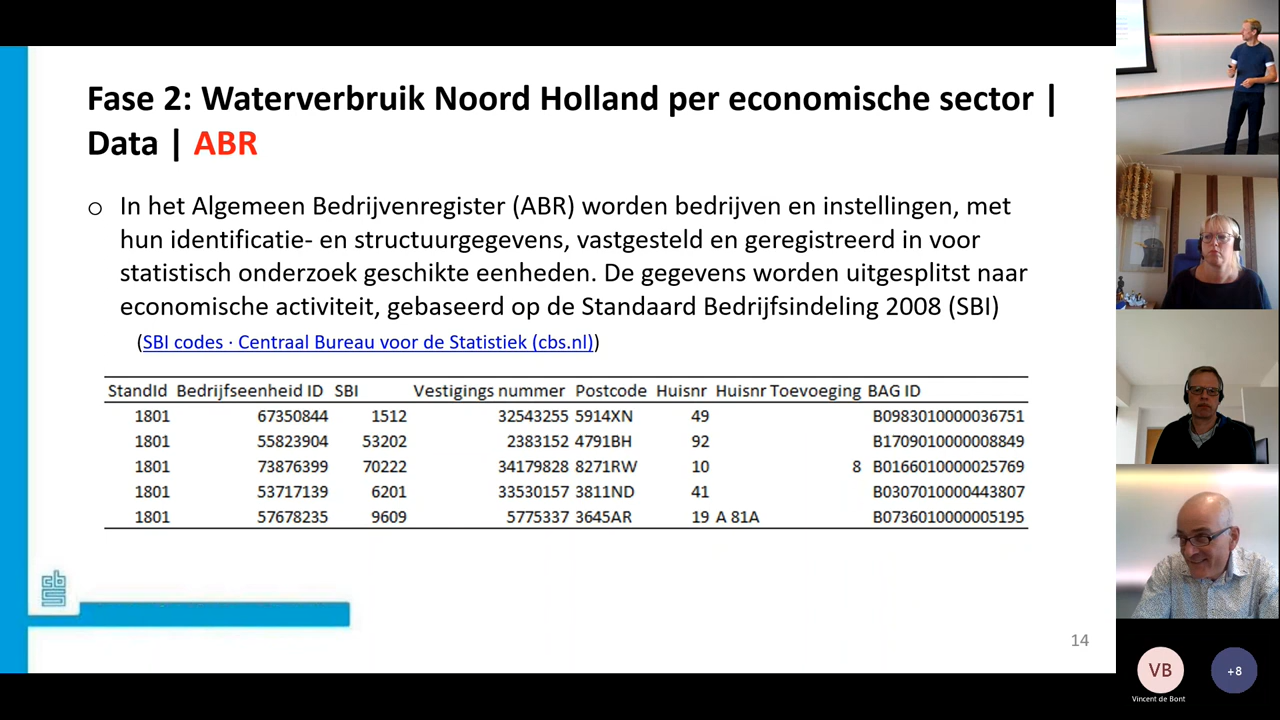 Fase 2: Waterverbruik Noord Holland per economische sector |
Data | ABR
o In het Algemeen Bedrijvenregister (ABR) worden bedrijven en instellingen, met
hun identificatie- en structuurgegevens, vastgesteld en geregistreerd in voor
statistisch onderzoek geschikte eenheden. De gegevens worden uitgesplitst naar
economische activiteit, gebaseerd op de Standaard Bedrijfsindeling 2008 (SBI)
(SBI codes · Centraal Bureau voor de Statistiek (cbs.nl))
StandId Bedrijfseenheid ID SBI Vestigings nummer Postcode Huisnr Huisnr Toevoeging BAG ID
1801 67350844 1512 32543255 5914XN 49 B0983010000036751
1801 55823904 53202 2383152 4791BH 92 B1709010000008849
1801 73876399 70222 34179828 8271RW 10 8 B0166010000025769
1801 53717139 6201 33530157 3811ND 41 B0307010000443807
1801 57678235 9609 5775337 3645AR 19 A 81A B0736010000005195
cbs
14
VB
+8
Vincent de Bont